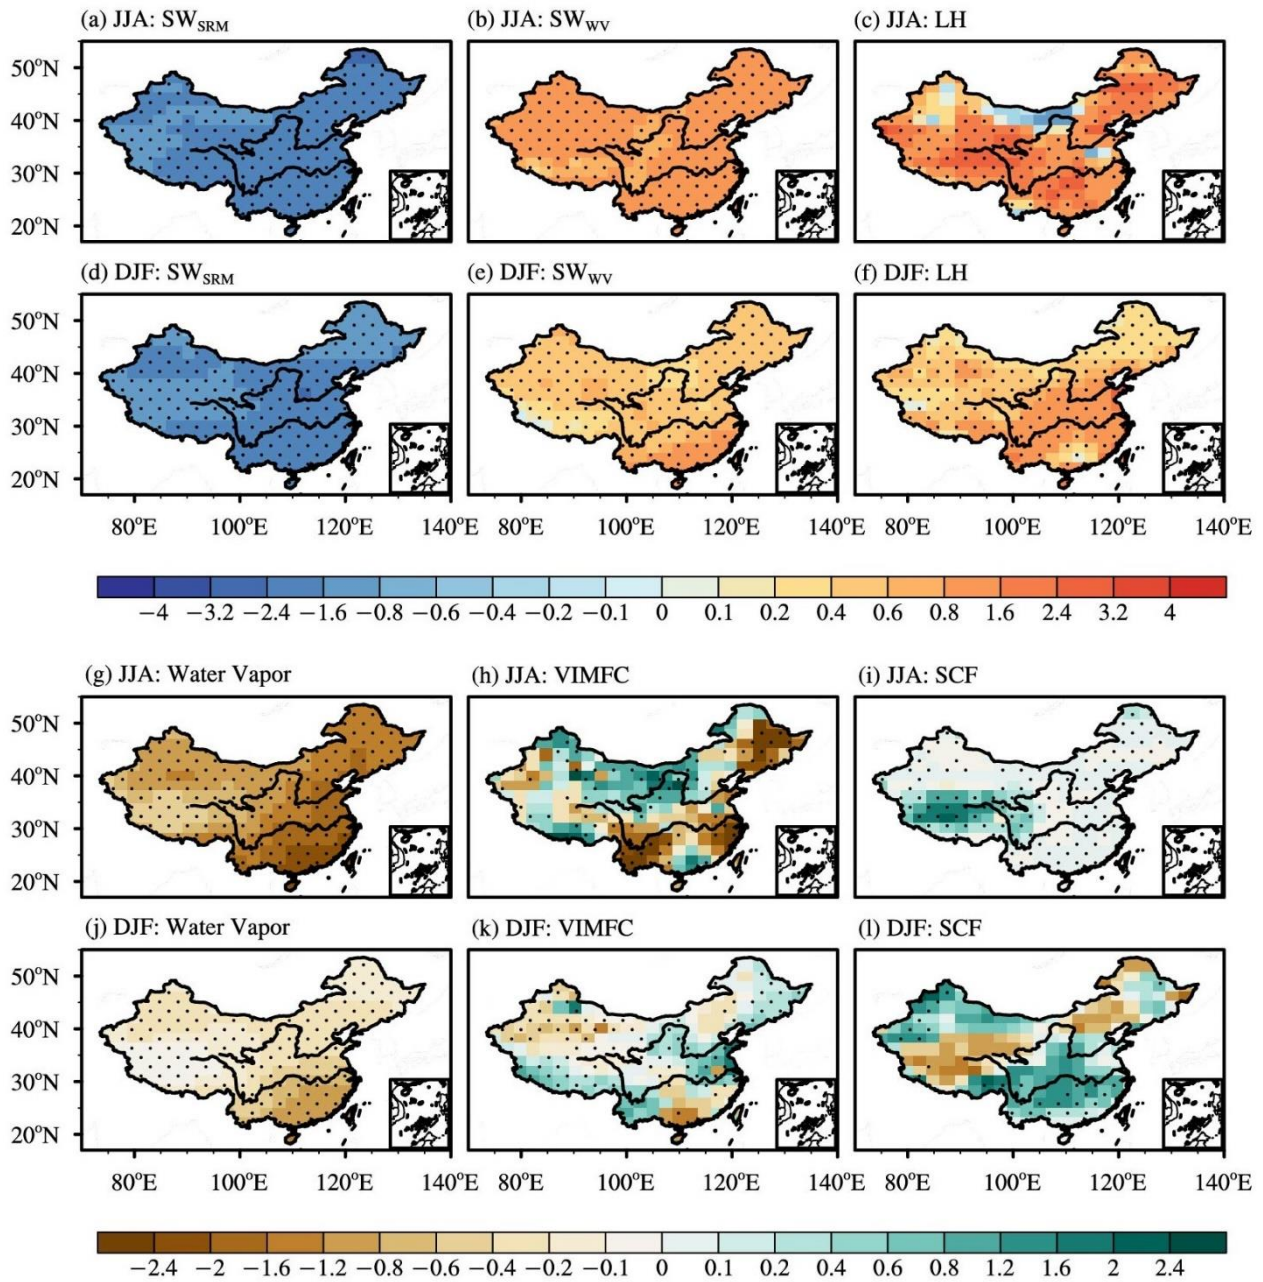 (a) JJA: SW_SRM (b) JJA: SW_WV (c) JJA: LH
50°N
40°N
30°N
20°N
(d) DJF: SW_SRM (e) DJF: SW_WV (f) DJF: LH
50°N
40°N
30°N
20°N
80°E 100°E 120°E 140°E 80°E 100°E 120°E 140°E 80°E 100°E 120°E 140°E
−4 −3.2 −2.4 −1.6 −0.8 −0.6 −0.4 −0.2 −0.1 0 0.1 0.2 0.4 0.6 0.8 1.6 2.4 3.2 4
(g) JJA: Water Vapor (h) JJA: VIMFC (i) JJA: SCF
50°N
40°N
30°N
20°N
(j) DJF: Water Vapor (k) DJF: VIMFC (l) DJF: SCF
50°N
40°N
30°N
20°N
80°E 100°E 120°E 140°E 80°E 100°E 120°E 140°E 80°E 100°E 120°E 140°E
−2.4 −2 −1.6 −1.2 −0.8 −0.6 −0.4 −0.2 −0.1 0 0.1 0.2 0.4 0.6 0.8 1.2 1.6 2 2.4